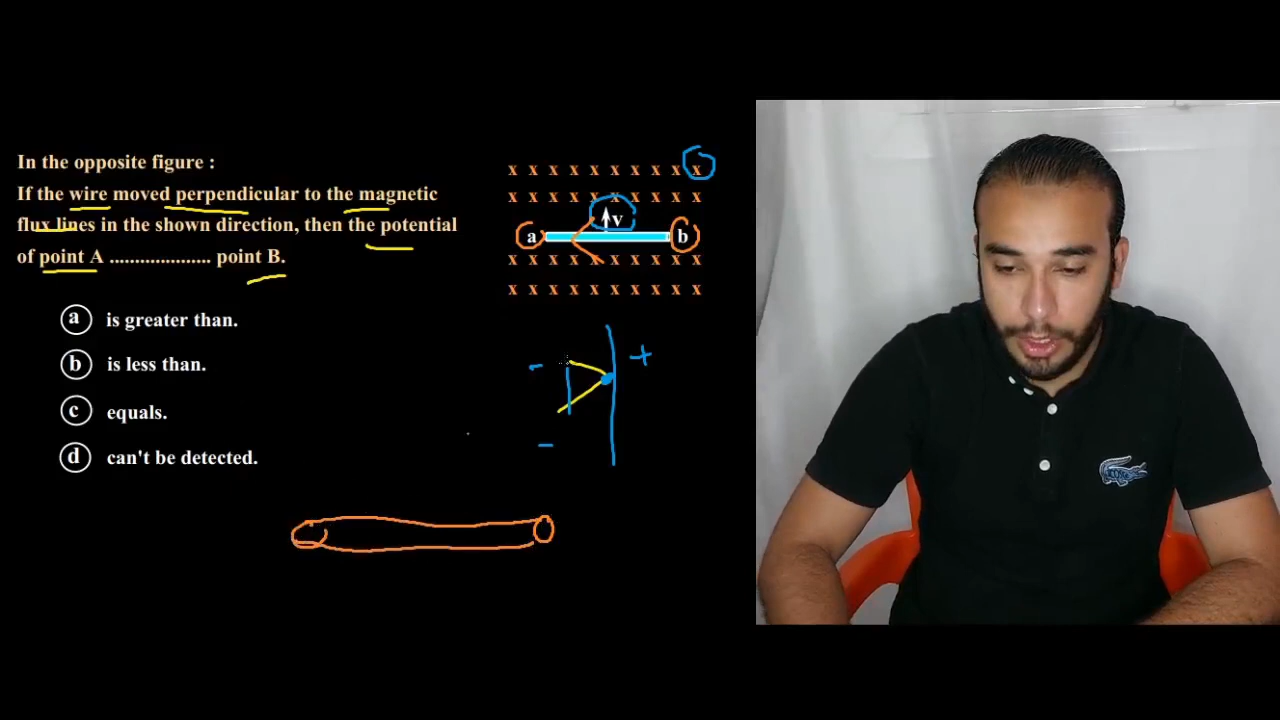 In the opposite figure :
If the wire moved perpendicular to the magnetic
flux lines in the shown direction, then the potential
of point A .................... point B.
a is greater than.
b is less than.
c equals.
d can't be detected.
x x x x x x x x x x
x x x x x x x x x x
v
a b
x x x x x x x x x x
x x x x x x x x x x
- +
-